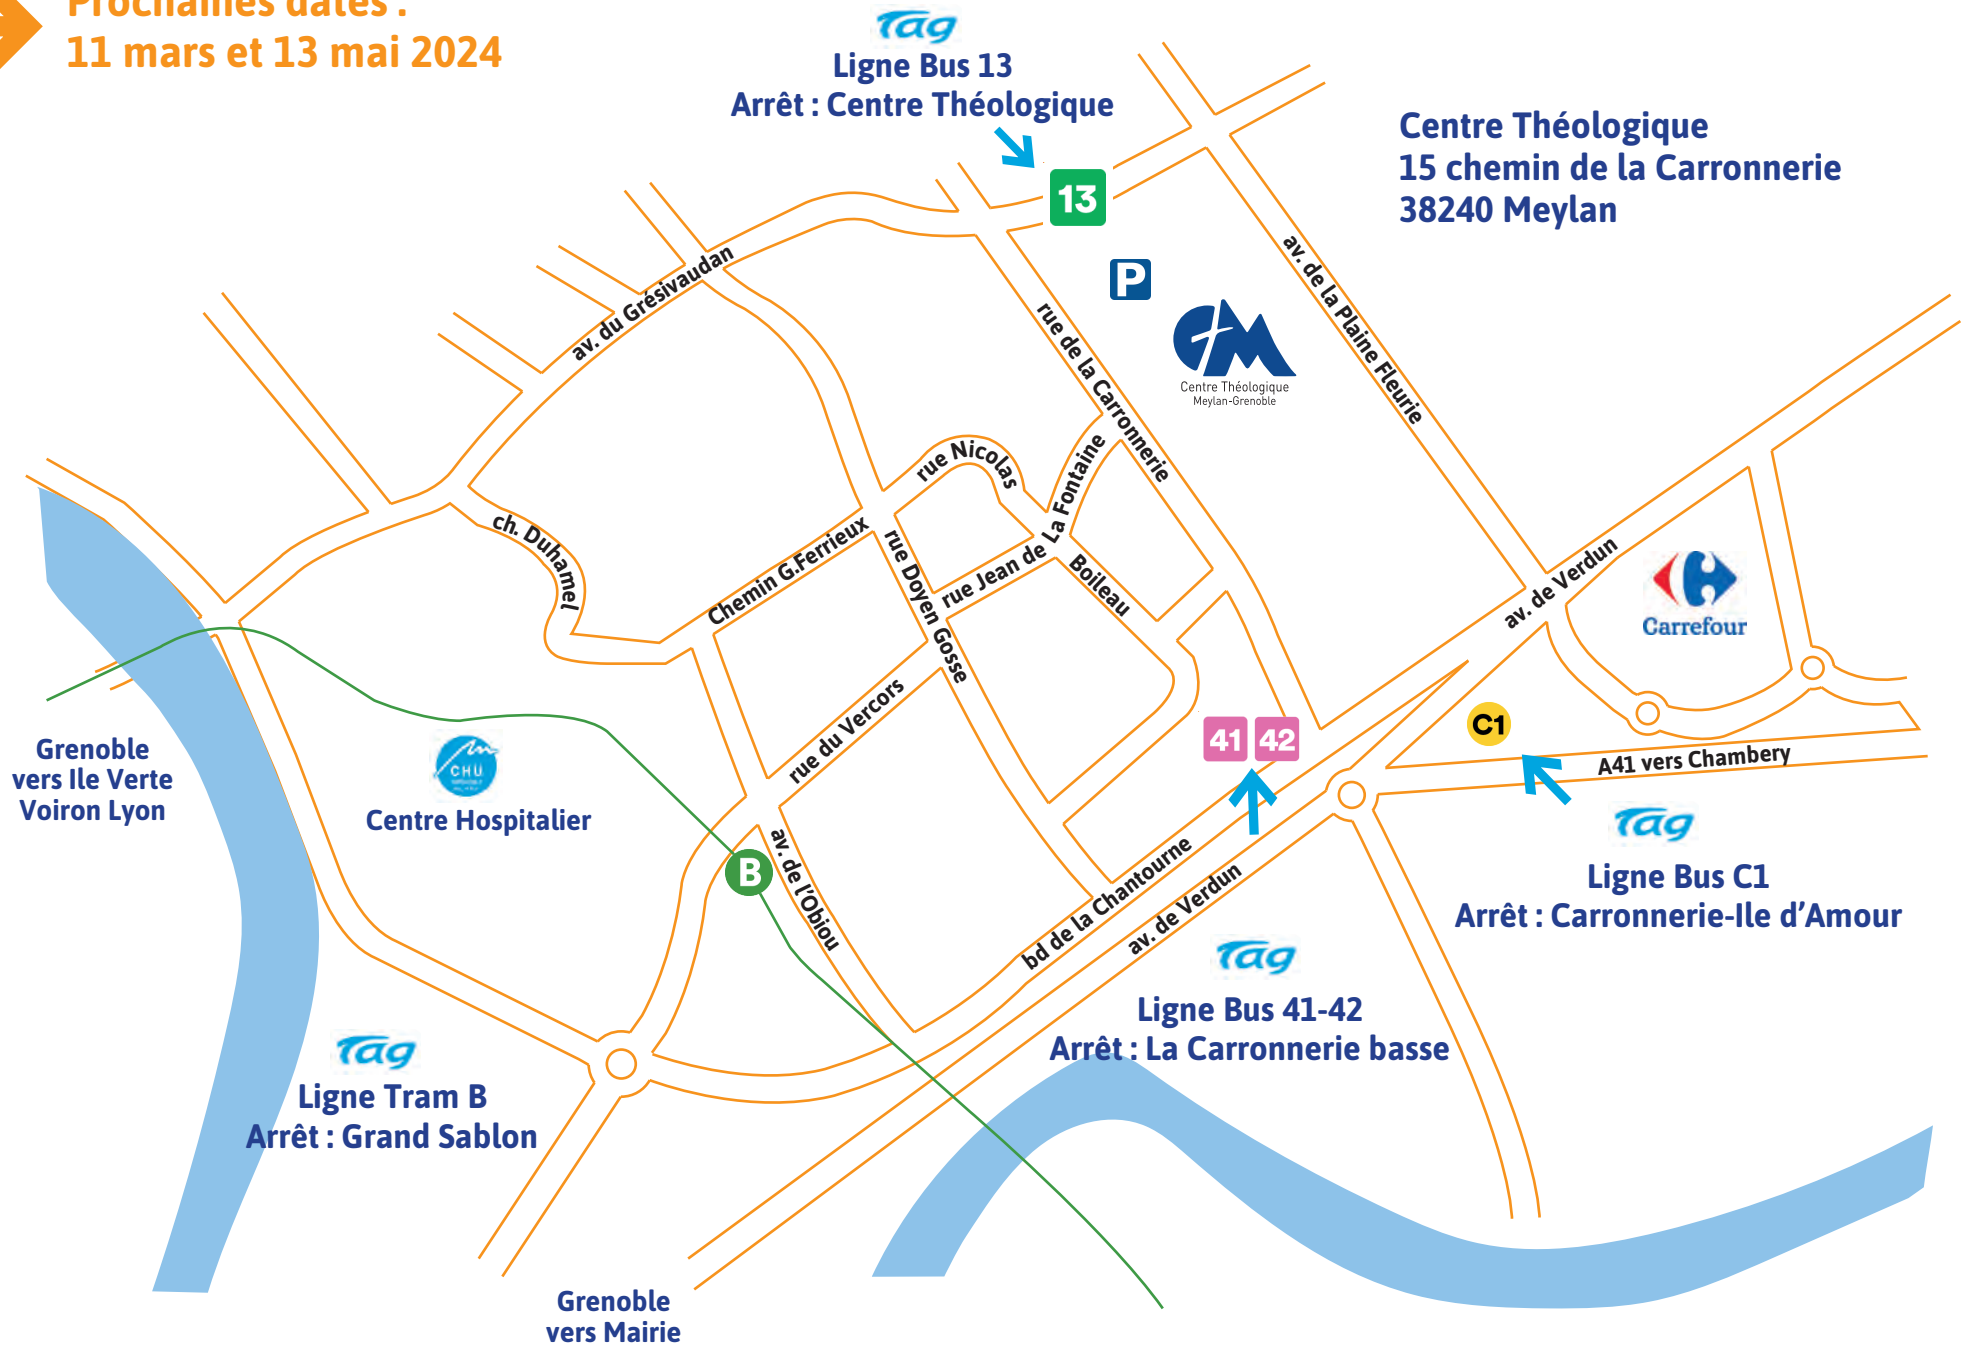 Prochaines dates :
11 mars et 13 mai 2024
Tag
Ligne Bus 13
Arrêt : Centre Théologique
13
Centre Théologique
15 chemin de la Carronnerie
38240 Meylan
P
Centre Théologique
Meylan-Grenoble
av. du Grésivaudan
rue de la Carronnerie
av. de la Plaine Fleurie
rue Nicolas
Boileau
rue Jean de La Fontaine
ch. Duhamel
Chemin G.Ferrieux
rue Doyen Gosse
rue du Vercors
av. de Verdun
Carrefour
41
42
C1
A41 vers Chambery
Grenoble
vers Ile Verte
Voiron Lyon
CHU
Centre Hospitalier
B
av. de l'Obiou
bd de la Chantourne
av. de Verdun
Tag
Ligne Bus C1
Arrêt : Carronnerie-Ile d’Amour
Tag
Ligne Bus 41-42
Arrêt : La Carronnerie basse
Tag
Ligne Tram B
Arrêt : Grand Sablon
Grenoble
vers Mairie